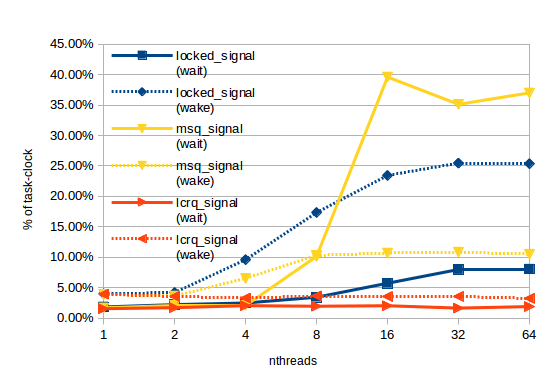 45.00%
40.00%
35.00%
30.00%
25.00%
20.00%
15.00%
10.00%
5.00%
0.00%
% of task-clock
locked_signal
(wait)
locked_signal
(wake)
msq_signal
(wait)
msq_signal
(wake)
lcrq_signal
(wait)
lcrq_signal
(wake)
1 2 4 8 16 32 64
nthreads